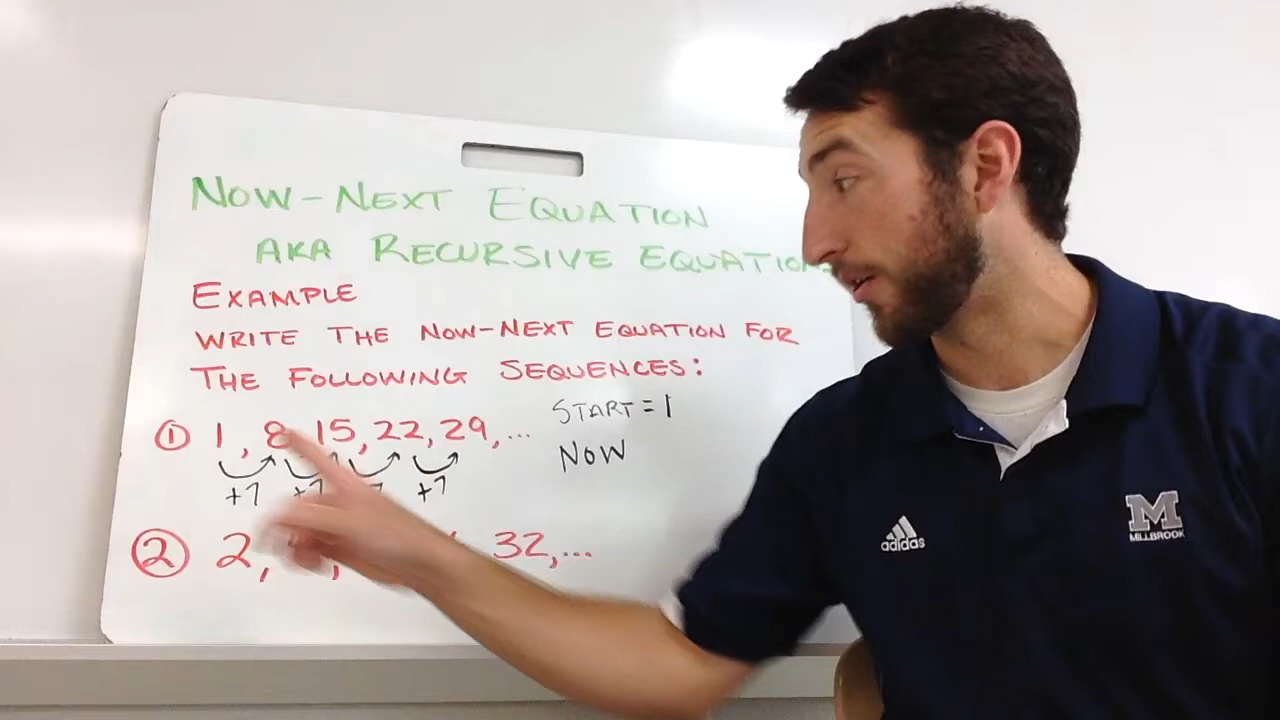 NOW-NEXT EQUATION
AKA RECURSIVE EQUATION
EXAMPLE
WRITE THE NOW-NEXT EQUATION FOR
THE FOLLOWING SEQUENCES:
① 1, 8, 15, 22, 29, ...
+7 +7 +7
START = 1
NOW
② 2, 32, ...
adidas
M
MILLBROOK